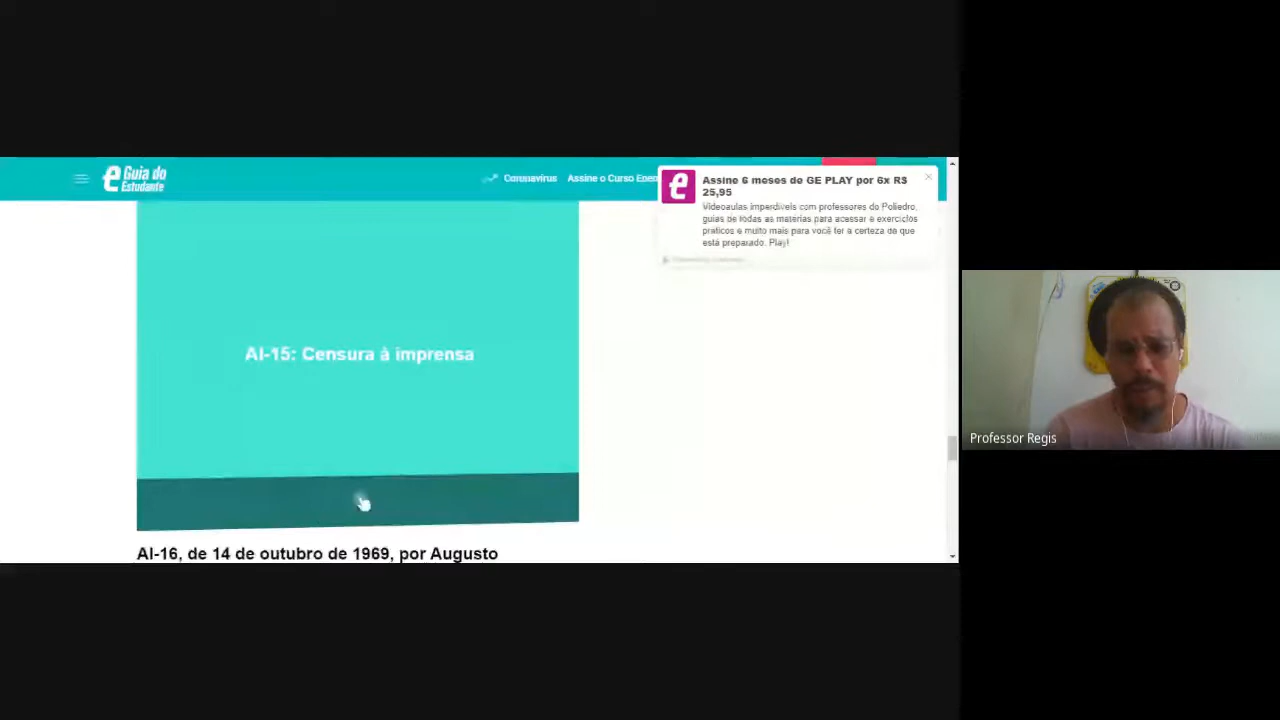 e Guia do
Estudante
Coronavírus Assine o Curso Enem
Assine 6 meses de GE PLAY por 6x R$
25,95
Videoaulas imperdíveis com professores do Poliedro,
guias de todas as matérias para acessar e exercícios
práticos e muito mais para você ter a certeza de que
está preparado. Play!
AI-15: Censura à imprensa
AI-16, de 14 de outubro de 1969, por Augusto
Professor Regis